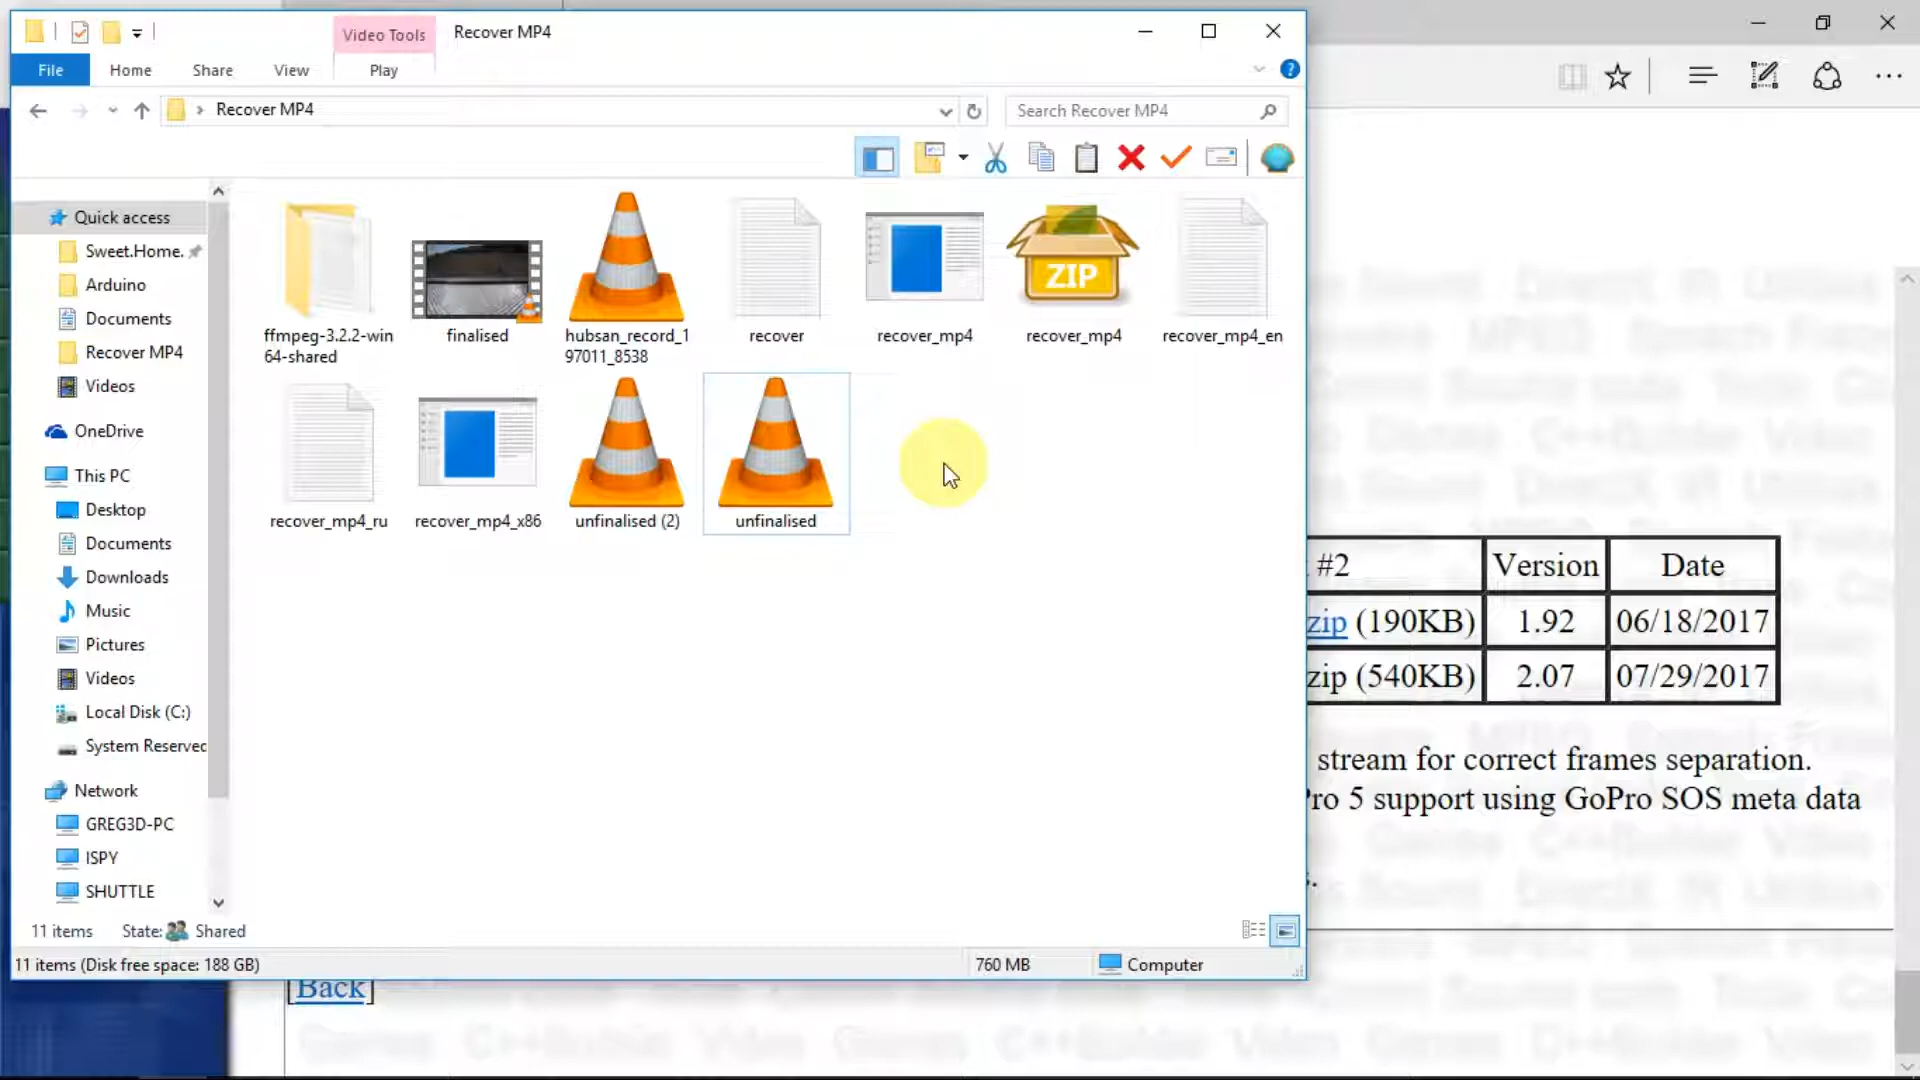 Video Tools
Recover MP4
File
Home
Share
View
Play
Recover MP4
Search Recover MP4
Quick access
Sweet.Home.
Arduino
Documents
Recover MP4
Videos
OneDrive
This PC
Desktop
Documents
Downloads
Music
Pictures
Videos
Local Disk (C:)
System Reserved
Network
GREG3D-PC
ISPY
SHUTTLE
ffmpeg-3.2.2-win
64-shared
finalised
hubsan_record_1
97011_8538
recover
recover_mp4
ZIP
recover_mp4
recover_mp4_en
recover_mp4_ru
recover_mp4_x86
unfinalised (2)
unfinalised
11 items
State:
Shared
11 items (Disk free space: 188 GB)
760 MB
Computer
#2
Version
Date
zip (190KB)
1.92
06/18/2017
zip (540KB)
2.07
07/29/2017
stream for correct frames separation.
Pro 5 support using GoPro SOS meta data
[Back]